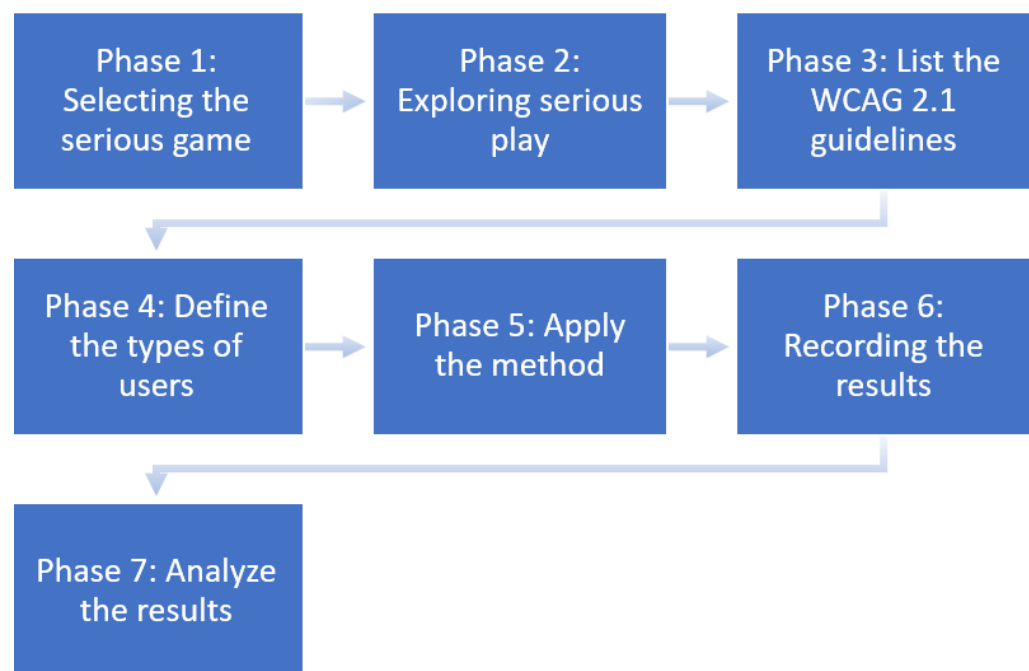 Phase 1:
Selecting the
serious game
Phase 2:
Exploring serious
play
Phase 3: List the
WCAG 2.1
guidelines
Phase 4: Define
the types of
users
Phase 5: Apply
the method
Phase 6:
Recording the
results
Phase 7: Analyze
the results